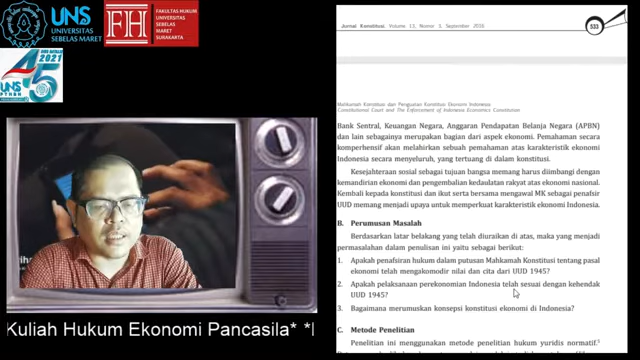 UNS
UNIVERSITAS
SEBELAS MARET
FH
FAKULTAS HUKUM
UNIVERSITAS
SEBELAS
MARET
SURAKARTA
2021
45
UNS
Jurnal Konstitusi, Volume 13, Nomor 3, September 2016
533
Mahkamah Konstitusi dan Penguatan Konstitusi Ekonomi Indonesia
Constitutional Court and The Enforcement of Indonesia Economics Constitution
Bank Sentral, Keuangan Negara, Anggaran Pendapatan Belanja Negara (APBN)
dan lain sebagainya merupakan bagian dari aspek ekonomi. Pemahaman secara
komperhensif akan melahirkan sebuah pemahaman atas karakteristik ekonomi
Indonesia secara menyeluruh, yang tertuang di dalam konstitusi.
Kesejahteraan sosial sebagai tujuan bangsa memang harus diimbangi dengan
kemandirian ekonomi dan pengembalian kedaulatan rakyat atas ekonomi nasional.
Kembali kepada konstitusi dan ikut serta bersama mengawal MK sebagai penafsir
UUD memang menjadi upaya untuk memperkuat karakteristik ekonomi Indonesia.
B. Perumusan Masalah
Berdasarkan latar belakang yang telah diuraikan di atas, maka yang menjadi
permasalahan dalam penulisan ini yaitu sebagai berikut:
1. Apakah penafsiran hukum dalam putusan Mahkamah Konstitusi tentang pasal
ekonomi telah mengakomodir nilai dan cita dari UUD 1945?
2. Apakah pelaksanaan perekonomian Indonesia telah sesuai dengan kehendak
UUD 1945?
3. Bagaimana merumuskan konsepsi konstitusi ekonomi di Indonesia?
C. Metode Penelitian
Penelitian ini menggunakan metode penelitian hukum yuridis normatif.
Kuliah Hukum Ekonomi Pancasila* *